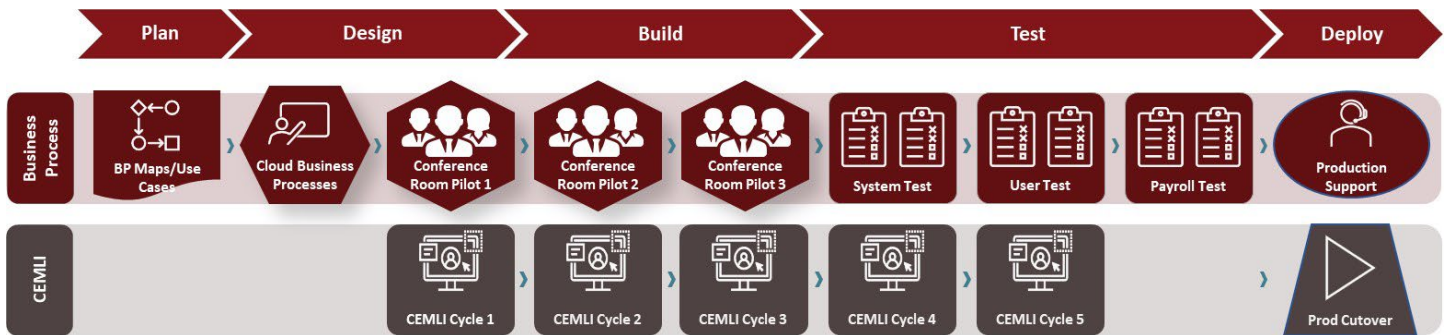 Plan
Design
Build
Test
Deploy
Business
Process
BP Maps/Use
Cases
Cloud Business
Processes
Conference
Room Pilot 1
Conference
Room Pilot 2
Conference
Room Pilot 3
System Test
User Test
Payroll Test
Production
Support
CEMLI
CEMLI Cycle 1
CEMLI Cycle 2
CEMLI Cycle 3
CEMLI Cycle 4
CEMLI Cycle 5
Prod Cutover